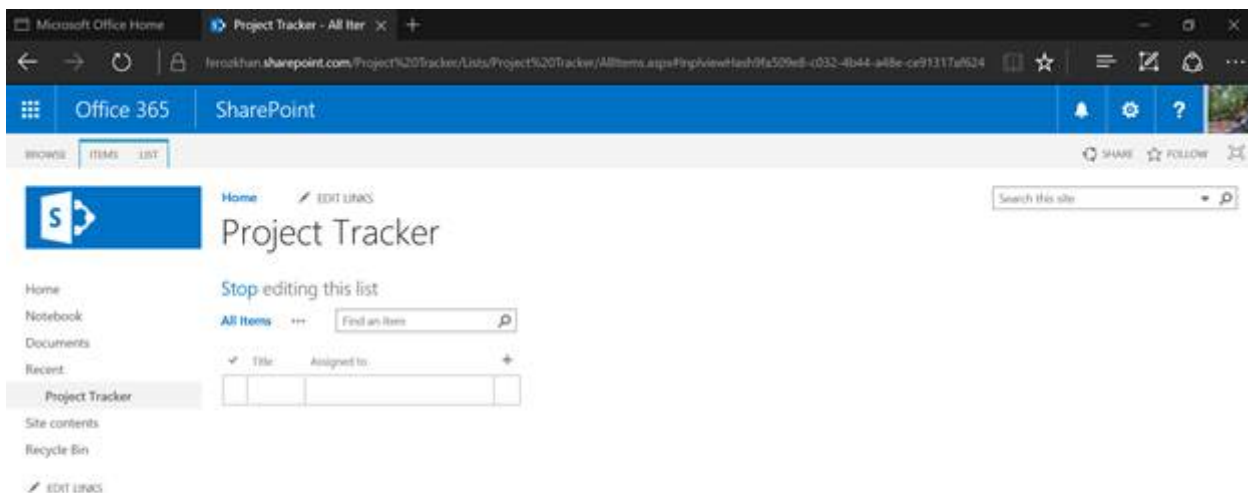 Microsoft Office Home Project Tracker - All Iter
Office 365 SharePoint ?
BROWSE ITEMS LIST SHARE FOLLOW
S
Home EDIT LINKS Search this site
Project Tracker
Home
Stop editing this list
Notebook
All Items ••• Find an item
Documents
Title Assigned to +
Recent
Project Tracker
Site contents
Recycle Bin
EDIT LINKS